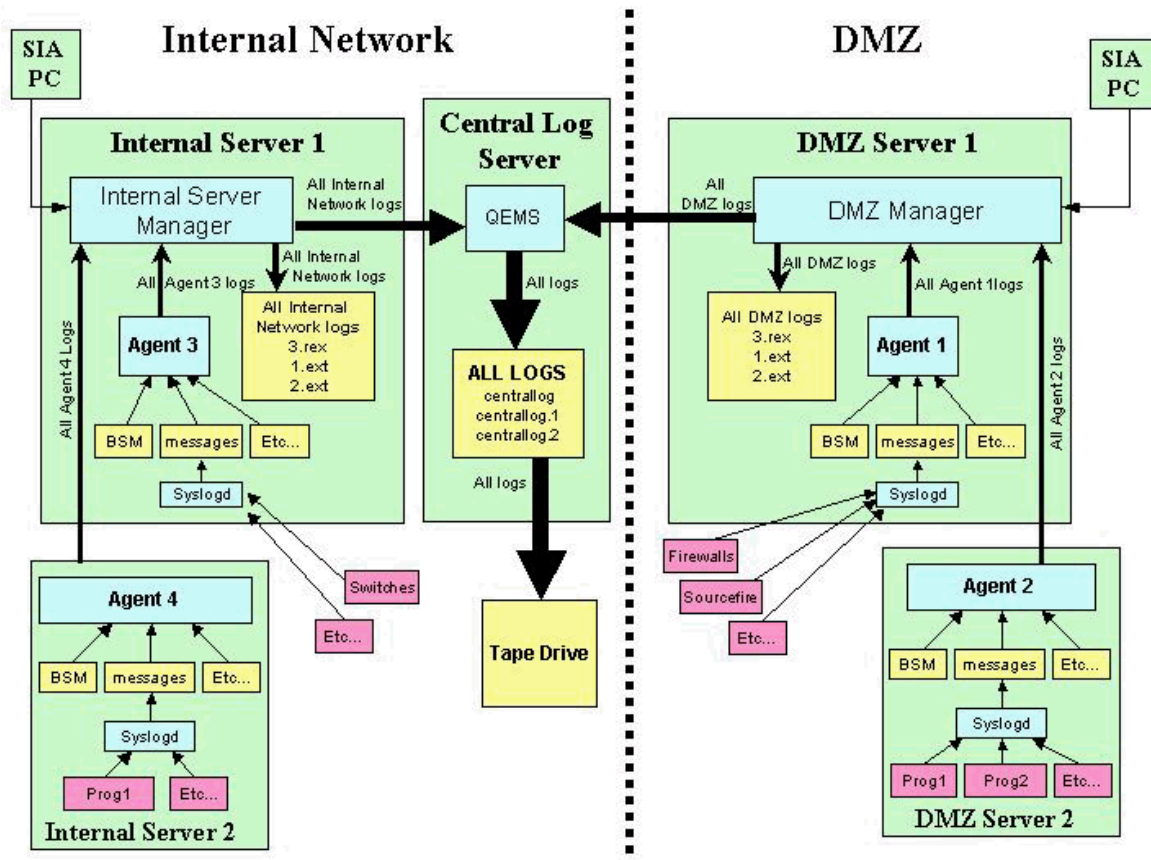 Internal Network
DMZ
SIA
PC
SIA
PC
Internal Server 1
Central Log
Server
DMZ Server 1
Internal Server
Manager
All Internal
Network logs
QEMS
All
DMZ logs
DMZ Manager
All Agent 3 logs
All Internal
Network logs
All logs
All DMZ logs
All Agent 1logs
All Agent 4 Logs
Agent 3
All Internal
Network logs
3.rex
1.ext
2.ext
ALL LOGS
centrallog
centrallog.1
centrallog.2
All DMZ logs
3.rex
1.ext
2.ext
Agent 1
All Agent 2 logs
BSM
messages
Etc...
BSM
messages
Etc...
Syslogd
All logs
Syslogd
Switches
Etc...
Firewalls
Sourcefire
Etc...
Agent 4
Tape Drive
Agent 2
BSM
messages
Etc...
BSM
messages
Etc...
Syslogd
Syslogd
Prog1
Etc...
Prog1
Prog2
Etc...
Internal Server 2
DMZ Server 2